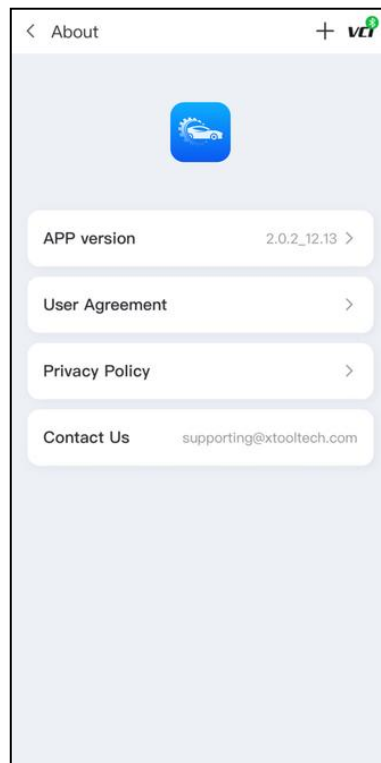 About
VCI
APP version 2.0.2_12.13
User Agreement
Privacy Policy
Contact Us supporting@xtooltech.com